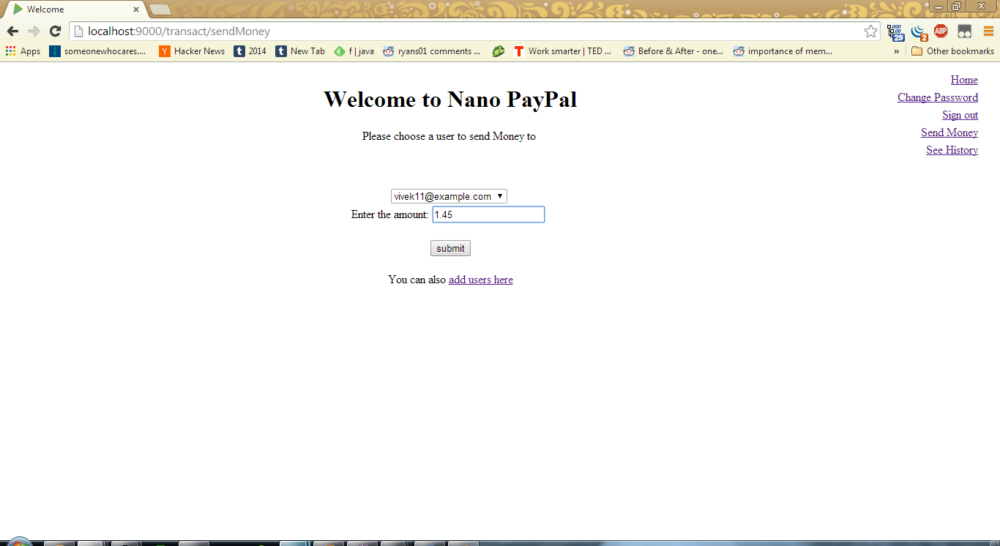 Welcome
localhost:9000/transact/sendMoney
29
2
ABP
Apps
someonewhocares....
Y
Hacker News
t
2014
t
New Tab
f | java
ryans01 comments ...
T
Work smarter | TED ...
Before & After - one...
importance of mem...
»
Other bookmarks
Home
Change Password
Sign out
Send Money
See History
Welcome to Nano PayPal
Please choose a user to send Money to
vivek11@example.com
Enter the amount: 1.45
submit
You can also add users here